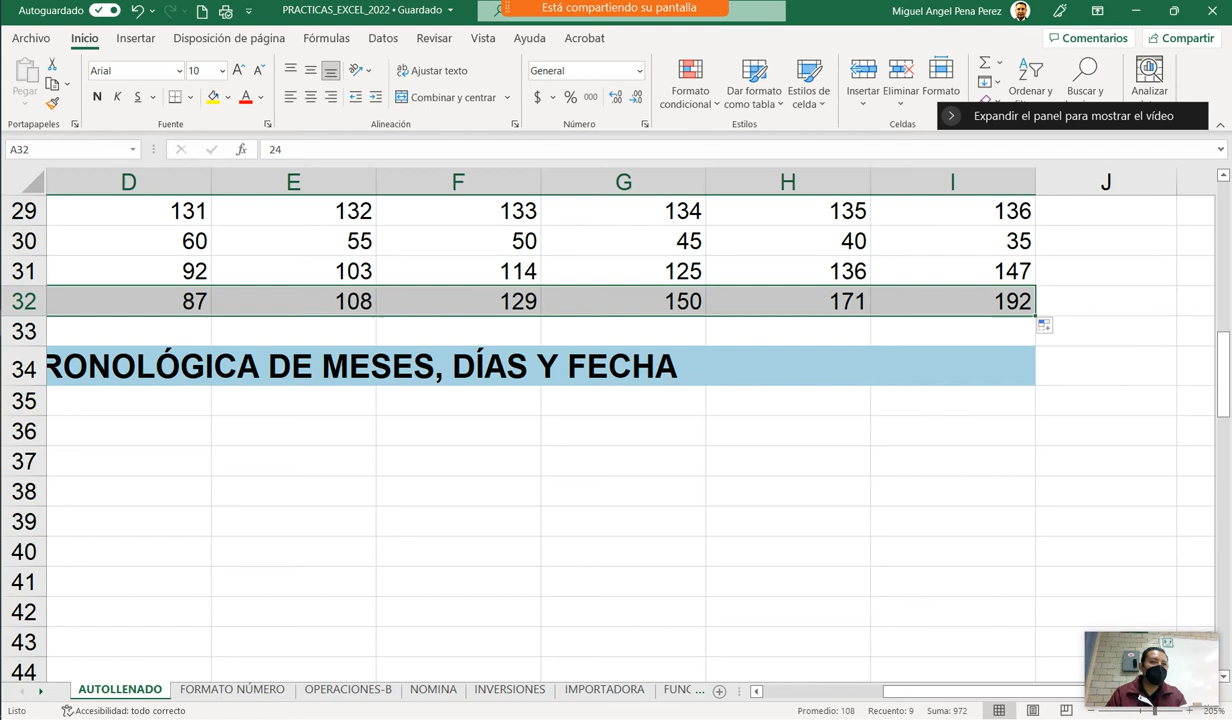 Autoguardado
PRACTICAS_EXCEL_2022 • Guardado
Está compartiendo su pantalla
Miguel Angel Pena Perez
Archivo Inicio Insertar Disposición de página Fórmulas Datos Revisar Vista Ayuda Acrobat
Comentarios Compartir
Pegar
Arial 10
N K S
Ajustar texto
Combinar y centrar
General
$ % 000
Formato condicional
Dar formato como tabla
Estilos de celda
Insertar Eliminar Formato
Ordenar y
Buscar y
Analizar
Portapapeles Fuente Alineación Número Estilos Celdas
Expandir el panel para mostrar el vídeo
A32 fx 24
D E F G H I J
29 131 132 133 134 135 136
30 60 55 50 45 40 35
31 92 103 114 125 136 147
32 87 108 129 150 171 192
33
34 RONOLÓGICA DE MESES, DÍAS Y FECHA
35
36
37
38
39
40
41
42
43
44
AUTOLLENADO FORMATO NÚMERO OPERACIONES-B NOMINA INVERSIONES IMPORTADORA FUNC ...
Listo Accesibilidad: todo correcto Promedio: 108 Recuento: 9 Suma: 972 205%